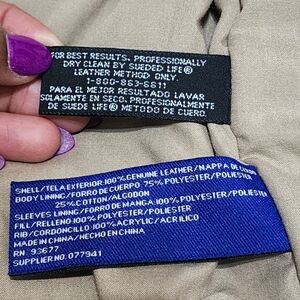 FOR BEST RESULTS, PROFESSIONALLY
DRY CLEAN BY SUEDED LIFE®
LEATHER METHOD ONLY.
1-800-863-6611
PARA EL MEJOR RESULTADO LAVAR
SOLAMENTE EN SECO. PROFESIONALMENTE
DE SUEDE LIFE® METODO DE CUERO.
SHELL/TELA EXTERIOR:100%GENUINE LEATHER/NAPPA DE
BODY LINING/FORRO DE CUERPO:75%POLYESTER/POLIESTER
25%COTTON/ALGODON
SLEEVES LINING/FORRO DE MANGA:100%POLYESTER/POLIESTER
FILL/RELLENO 100%POLYESTER/POLIESTER
RIB/CORDONCILLO 100%ACRYLIC/ACRILICO
MADE IN CHINA/HECHO EN CHINA
RN 93677
SUPPLIER NO.077941